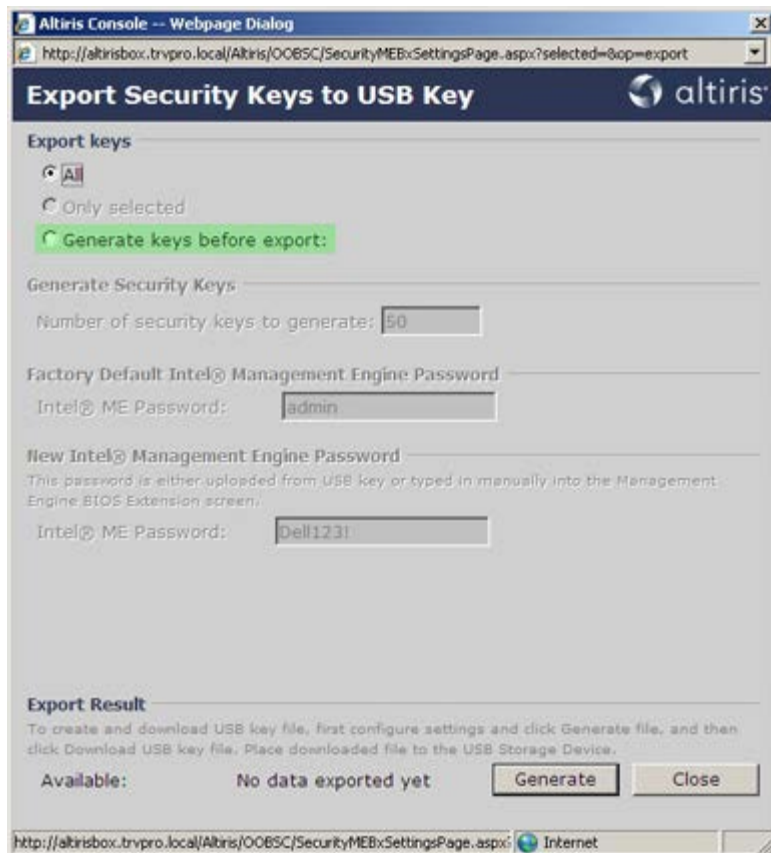 Altiris Console -- Webpage Dialog
http://altirisbox.trvpro.local/Altiris/OOBSC/SecurityMEBxSettingsPage.aspx?selected=&op=export
Export Security Keys to USB Key
altiris
Export keys
All
Only selected
Generate keys before export:
Generate Security Keys
Number of security keys to generate: 50
Factory Default Intel® Management Engine Password
Intel® ME Password: admin
New Intel® Management Engine Password
This password is either uploaded from USB key or typed in manually into the Management
Engine BIOS Extension screen.
Intel® ME Password: Dell123!
Export Result
To create and download USB key file, first configure settings and click Generate file, and then
click Download USB key file. Place downloaded file to the USB Storage Device.
Available: No data exported yet Generate Close
http://altirisbox.trvpro.local/Altiris/OOBSC/SecurityMEBxSettingsPage.aspx? Internet